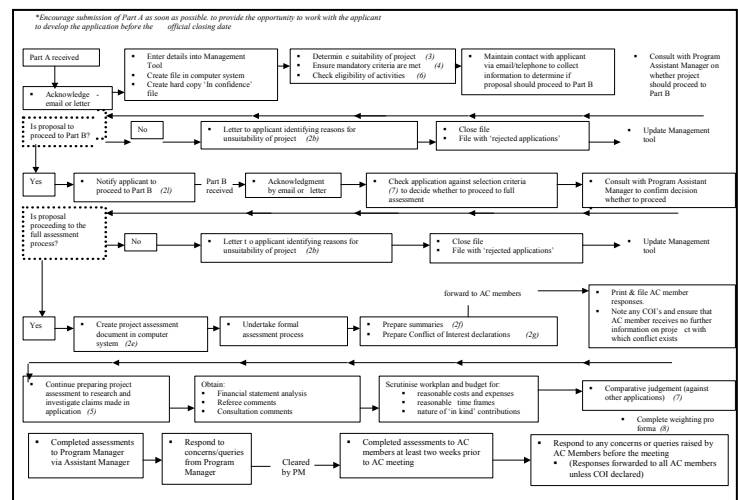 *Encourage submission of Part A as soon as possible. to provide the opportunity to work with the applicant
to develop the application before the official closing date
Part A received
▪ Acknowledge -
email or letter
▪ Enter details into Management
Tool
▪ Create file in computer system
▪ Create hard copy 'In confidence'
file
▪ Determin e suitability of project (3)
▪ Ensure mandatory criteria are met (4)
▪ Check eligibility of activities (6)
▪ Maintain contact with applicant
via email/telephone to collect
information to determine if
proposal should proceed to Part B
▪ Consult with Program
Assistant Manager on
whether project
should proceed to
Part B
Is proposal to
proceed to Part B?
No
▪ Letter to applicant identifying reasons for
unsuitability of project (2b)
▪ Close file
▪ File with 'rejected applications'
▪ Update Management
tool
Yes
▪ Notify applicant to
proceed to Part B (2l)
Part B
received
▪ Acknowledgment
by email or letter
▪ Check application against selection criteria
(7) to decide whether to proceed to full
assessment
▪ Consult with Program Assistant
Manager to confirm decision
whether to proceed
Is proposal
proceeding to the
full assessment
process?
No
▪ Letter t o applicant identifying reasons for
unsuitability of project (2b)
▪ Close file
▪ File with 'rejected applications'
▪ Update Management
tool
Yes
▪ Create project assessment
document in computer
system (2e)
▪ Undertake formal
assessment process
▪ Prepare summaries (2f)
▪ Prepare Conflict of Interest declarations (2g)
forward to AC members
▪ Print & file AC member
responses.
▪ Note any COI's and ensure that
AC member receives no further
information on proje ct with
which conflict exists
▪ Continue preparing project
assessment to research and
investigate claims made in
application (5)
Obtain:
▪ Financial statement analysis
▪ Referee comments
▪ Consultation comments
Scrutinise workplan and budget for:
▪ reasonable costs and expenses
▪ reasonable time frames
▪ nature of 'in kind' contributions
▪ Comparative judgement (against
other applications) (7)
▪ Complete weighting pro
forma (8)
▪ Completed assessments
to Program Manager
via Assistant Manager
▪ Respond to
concerns/queries
from Program
Manager
Cleared
by PM
▪ Completed assessments to AC
members at least two weeks prior
to AC meeting
▪ Respond to any concerns or queries raised by
AC Members before the meeting
▪ (Responses forwarded to all AC members
unless COI declared)